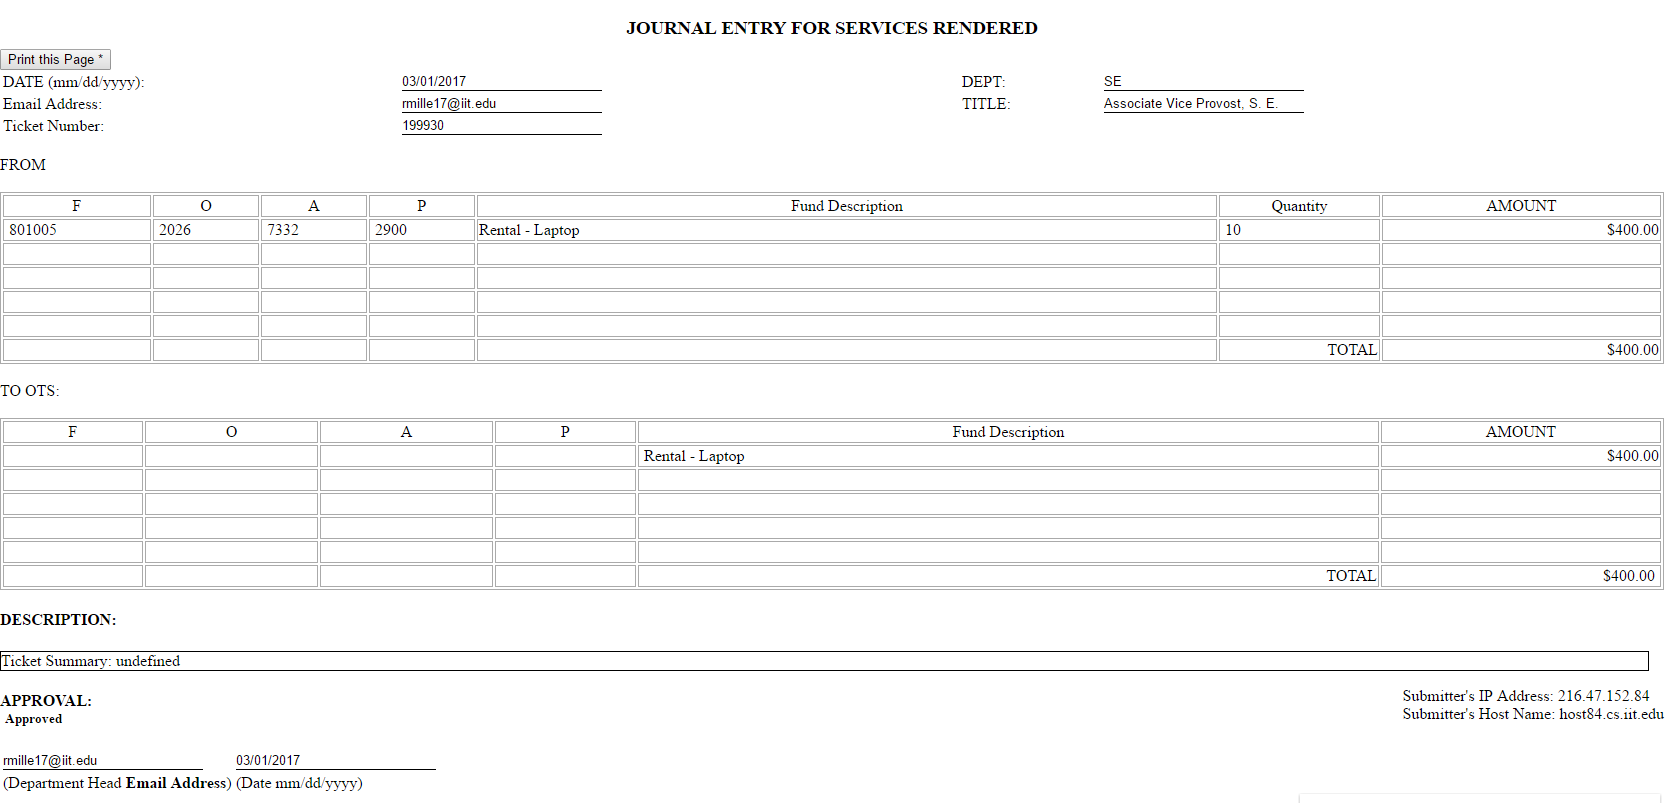 JOURNAL ENTRY FOR SERVICES RENDERED
Print this Page *
DATE (mm/dd/yyyy): 03/01/2017 DEPT: SE
Email Address: rmille17@iit.edu TITLE: Associate Vice Provost, S. E.
Ticket Number: 199930
FROM
F O A P Fund Description Quantity AMOUNT
801005 2026 7332 2900 Rental - Laptop 10 $400.00
TOTAL $400.00
TO OTS:
F O A P Fund Description AMOUNT
Rental - Laptop $400.00
TOTAL $400.00
DESCRIPTION:
Ticket Summary: undefined
APPROVAL:
Approved
Submitter's IP Address: 216.47.152.84
Submitter's Host Name: host84.cs.iit.edu
rmille17@iit.edu 03/01/2017
(Department Head Email Address) (Date mm/dd/yyyy)